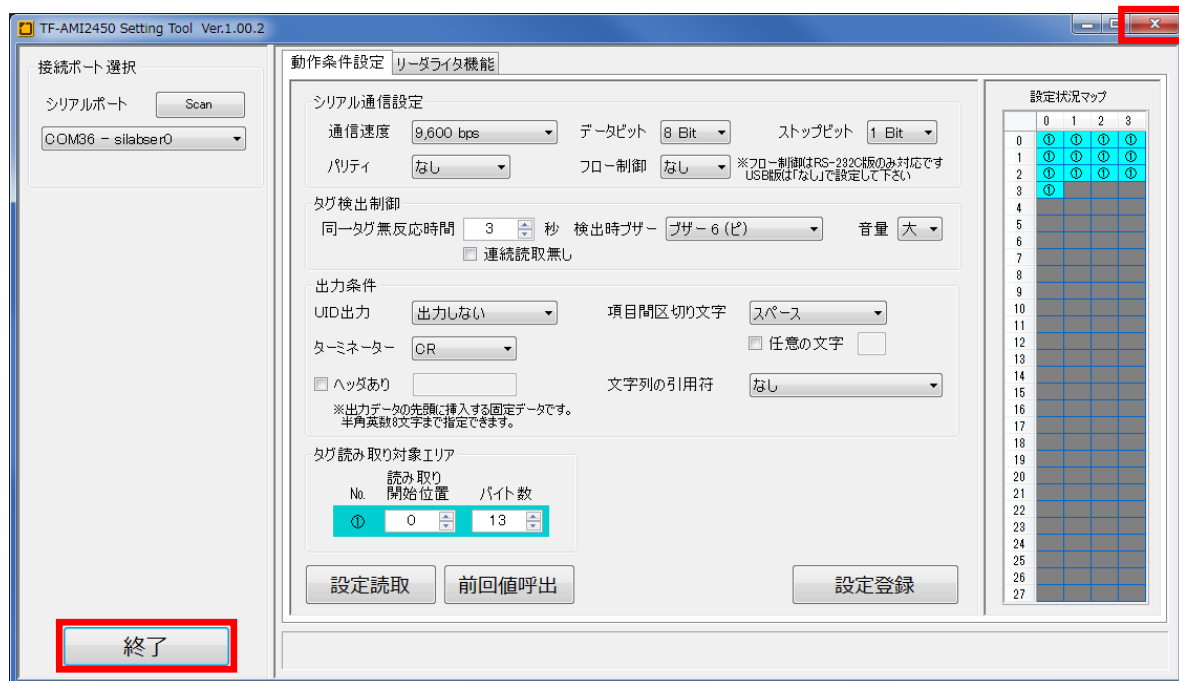 TF-AMI2450 Setting Tool Ver.1.00.2
接続ポート選択
シリアルポート Scan
COM36 - silabser0
終了
動作条件設定 リーダライタ機能
シリアル通信設定
通信速度 9,600 bps データビット 8 Bit ストップビット 1 Bit
パリティ なし フロー制御 なし ※フロー制御はRS-232C版のみ対応です
USB版は「なし」で設定して下さい
タグ検出制御
同一タグ無反応時間 3 秒 検出時ブザー ブザー6(ピ) 音量 大
連続読取無し
出力条件
UID出力 出力しない 項目間区切り文字 スペース
ターミネーター CR 任意の文字
ヘッダあり 文字列の引用符 なし
※出力データの先頭に挿入する固定データです。
半角英数8文字まで指定できます。
タグ読み取り対象エリア
読み取り
No. 開始位置 バイト数
① 0 13
設定読取 前回値呼出 設定登録
設定状況マップ
0 1 2 3
0 ① ① ① ①
1 ① ① ① ①
2 ① ① ① ①
3 ①
4
5
6
7
8
9
10
11
12
13
14
15
16
17
18
19
20
21
22
23
24
25
26
27